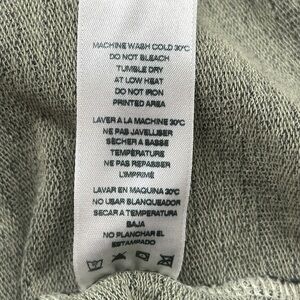 MACHINE WASH COLD 30°C
DO NOT BLEACH
TUMBLE DRY
AT LOW HEAT
DO NOT IRON
PRINTED AREA
LAVER A LA MACHINE 30°C
NE PAS JAVELLISER
SÉCHER A BASSE
TEMPÉRATURE
NE PAS REPASSER
L'IMPRIMÉ
LAVAR EN MAQUINA 30°C
NO USAR BLANQUEADOR
SECAR A TEMPERATURA
BAJA
NO PLANCHAR EL
ESTAMPADO